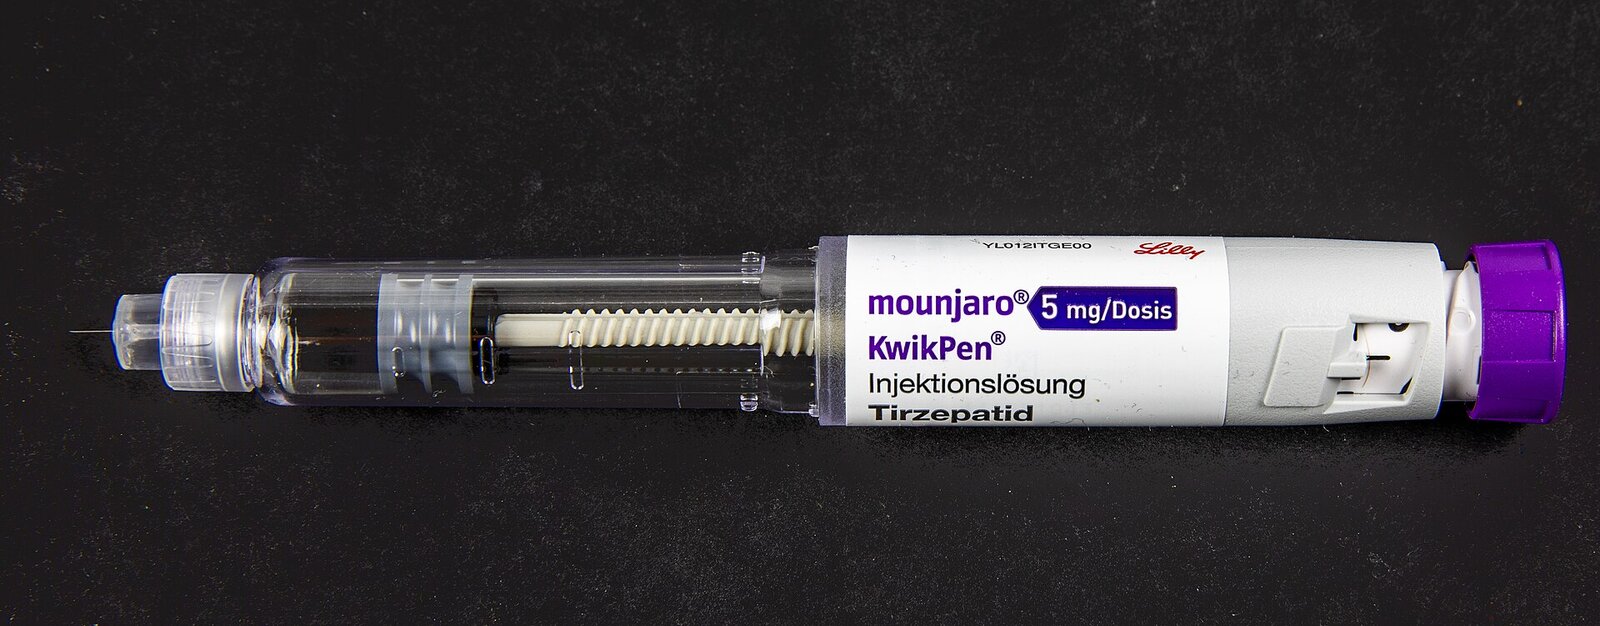 YL012ITGE00 Lilly
mounjaro® 5 mg/Dosis
KwikPen®
Injektionslösung
Tirzepatid